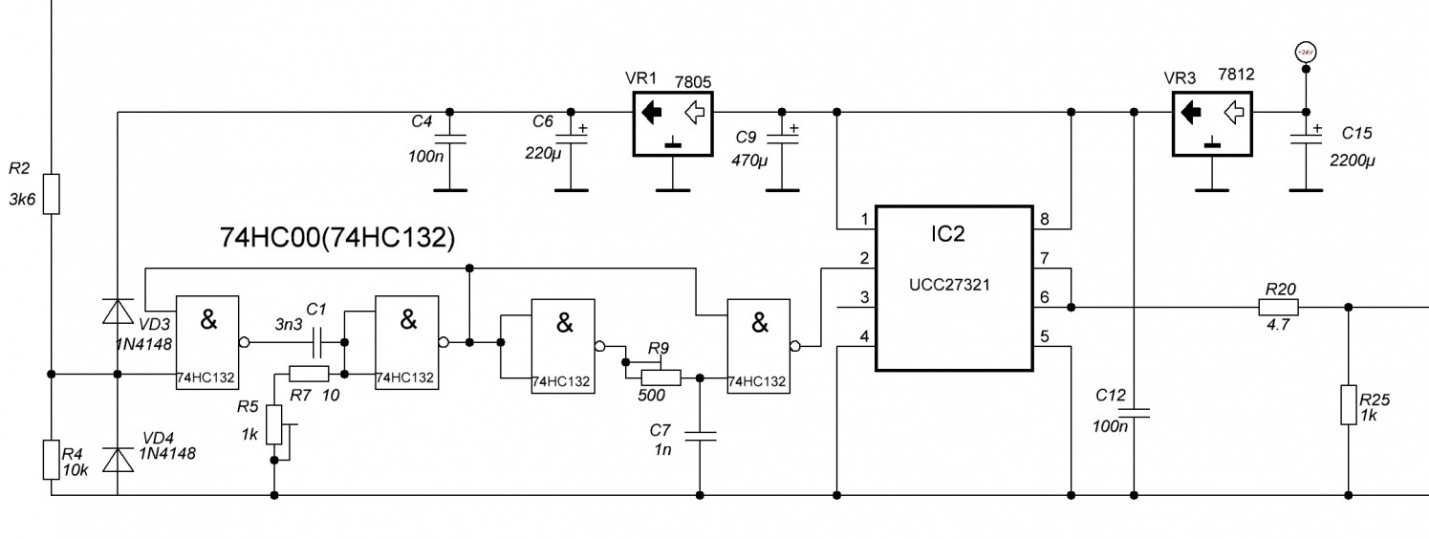 +24V
VR1 7805
VR3 7812
C4
100n
C6 +
220μ
C9 +
470μ
+ C15
2200μ
R2
3k6
74HC00(74HC132)
1
2
3
4
IC2
UCC27321
8
7
6
5
VD3
1N4148
&
74HC132
C1
3n3
R7 10
R5
1k
&
74HC132
&
74HC132
R9
500
&
74HC132
C7
1n
R20
4.7
C12
100n
R25
1k
R4
10k
VD4
1N4148